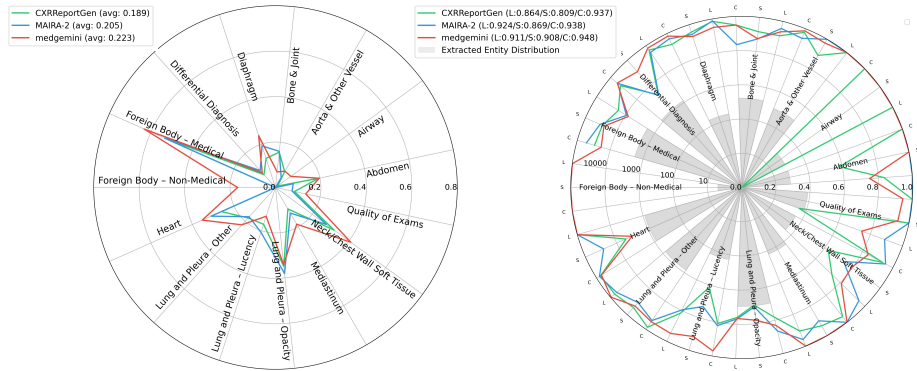 CXRReportGen (avg: 0.189)
MAIRA-2 (avg: 0.205)
medgemini (avg: 0.223)
Bone & Joint
Diaphragm
Aorta & Other Vessel
Differential Diagnosis
Airway
Foreign Body – Medical
Abdomen
Foreign Body – Non-Medical
0.0
0.2
0.4
0.6
0.8
Quality of Exams
Heart
Neck/Chest Wall Soft Tissue
Lung and Pleura – Other
Mediastinum
Lung and Pleura – Lucency
Lung and Pleura – Opacity
CXRReportGen (L:0.864/S:0.809/C:0.937)
MAIRA-2 (L:0.924/S:0.869/C:0.938)
medgemini (L:0.911/S:0.908/C:0.948)
Extracted Entity Distribution
Bone & Joint
Diaphragm
Aorta & Other Vessel
Differential Diagnosis
Airway
Foreign Body – Medical
Abdomen
10000
1000
100
10
Foreign Body – Non-Medical
0.0
0.2
0.4
0.6
0.8
1.0
Quality of Exams
Heart
Neck/Chest Wall Soft Tissue
Lung and Pleura – Other
Mediastinum
Lung and Pleura – Lucency
Lung and Pleura – Opacity